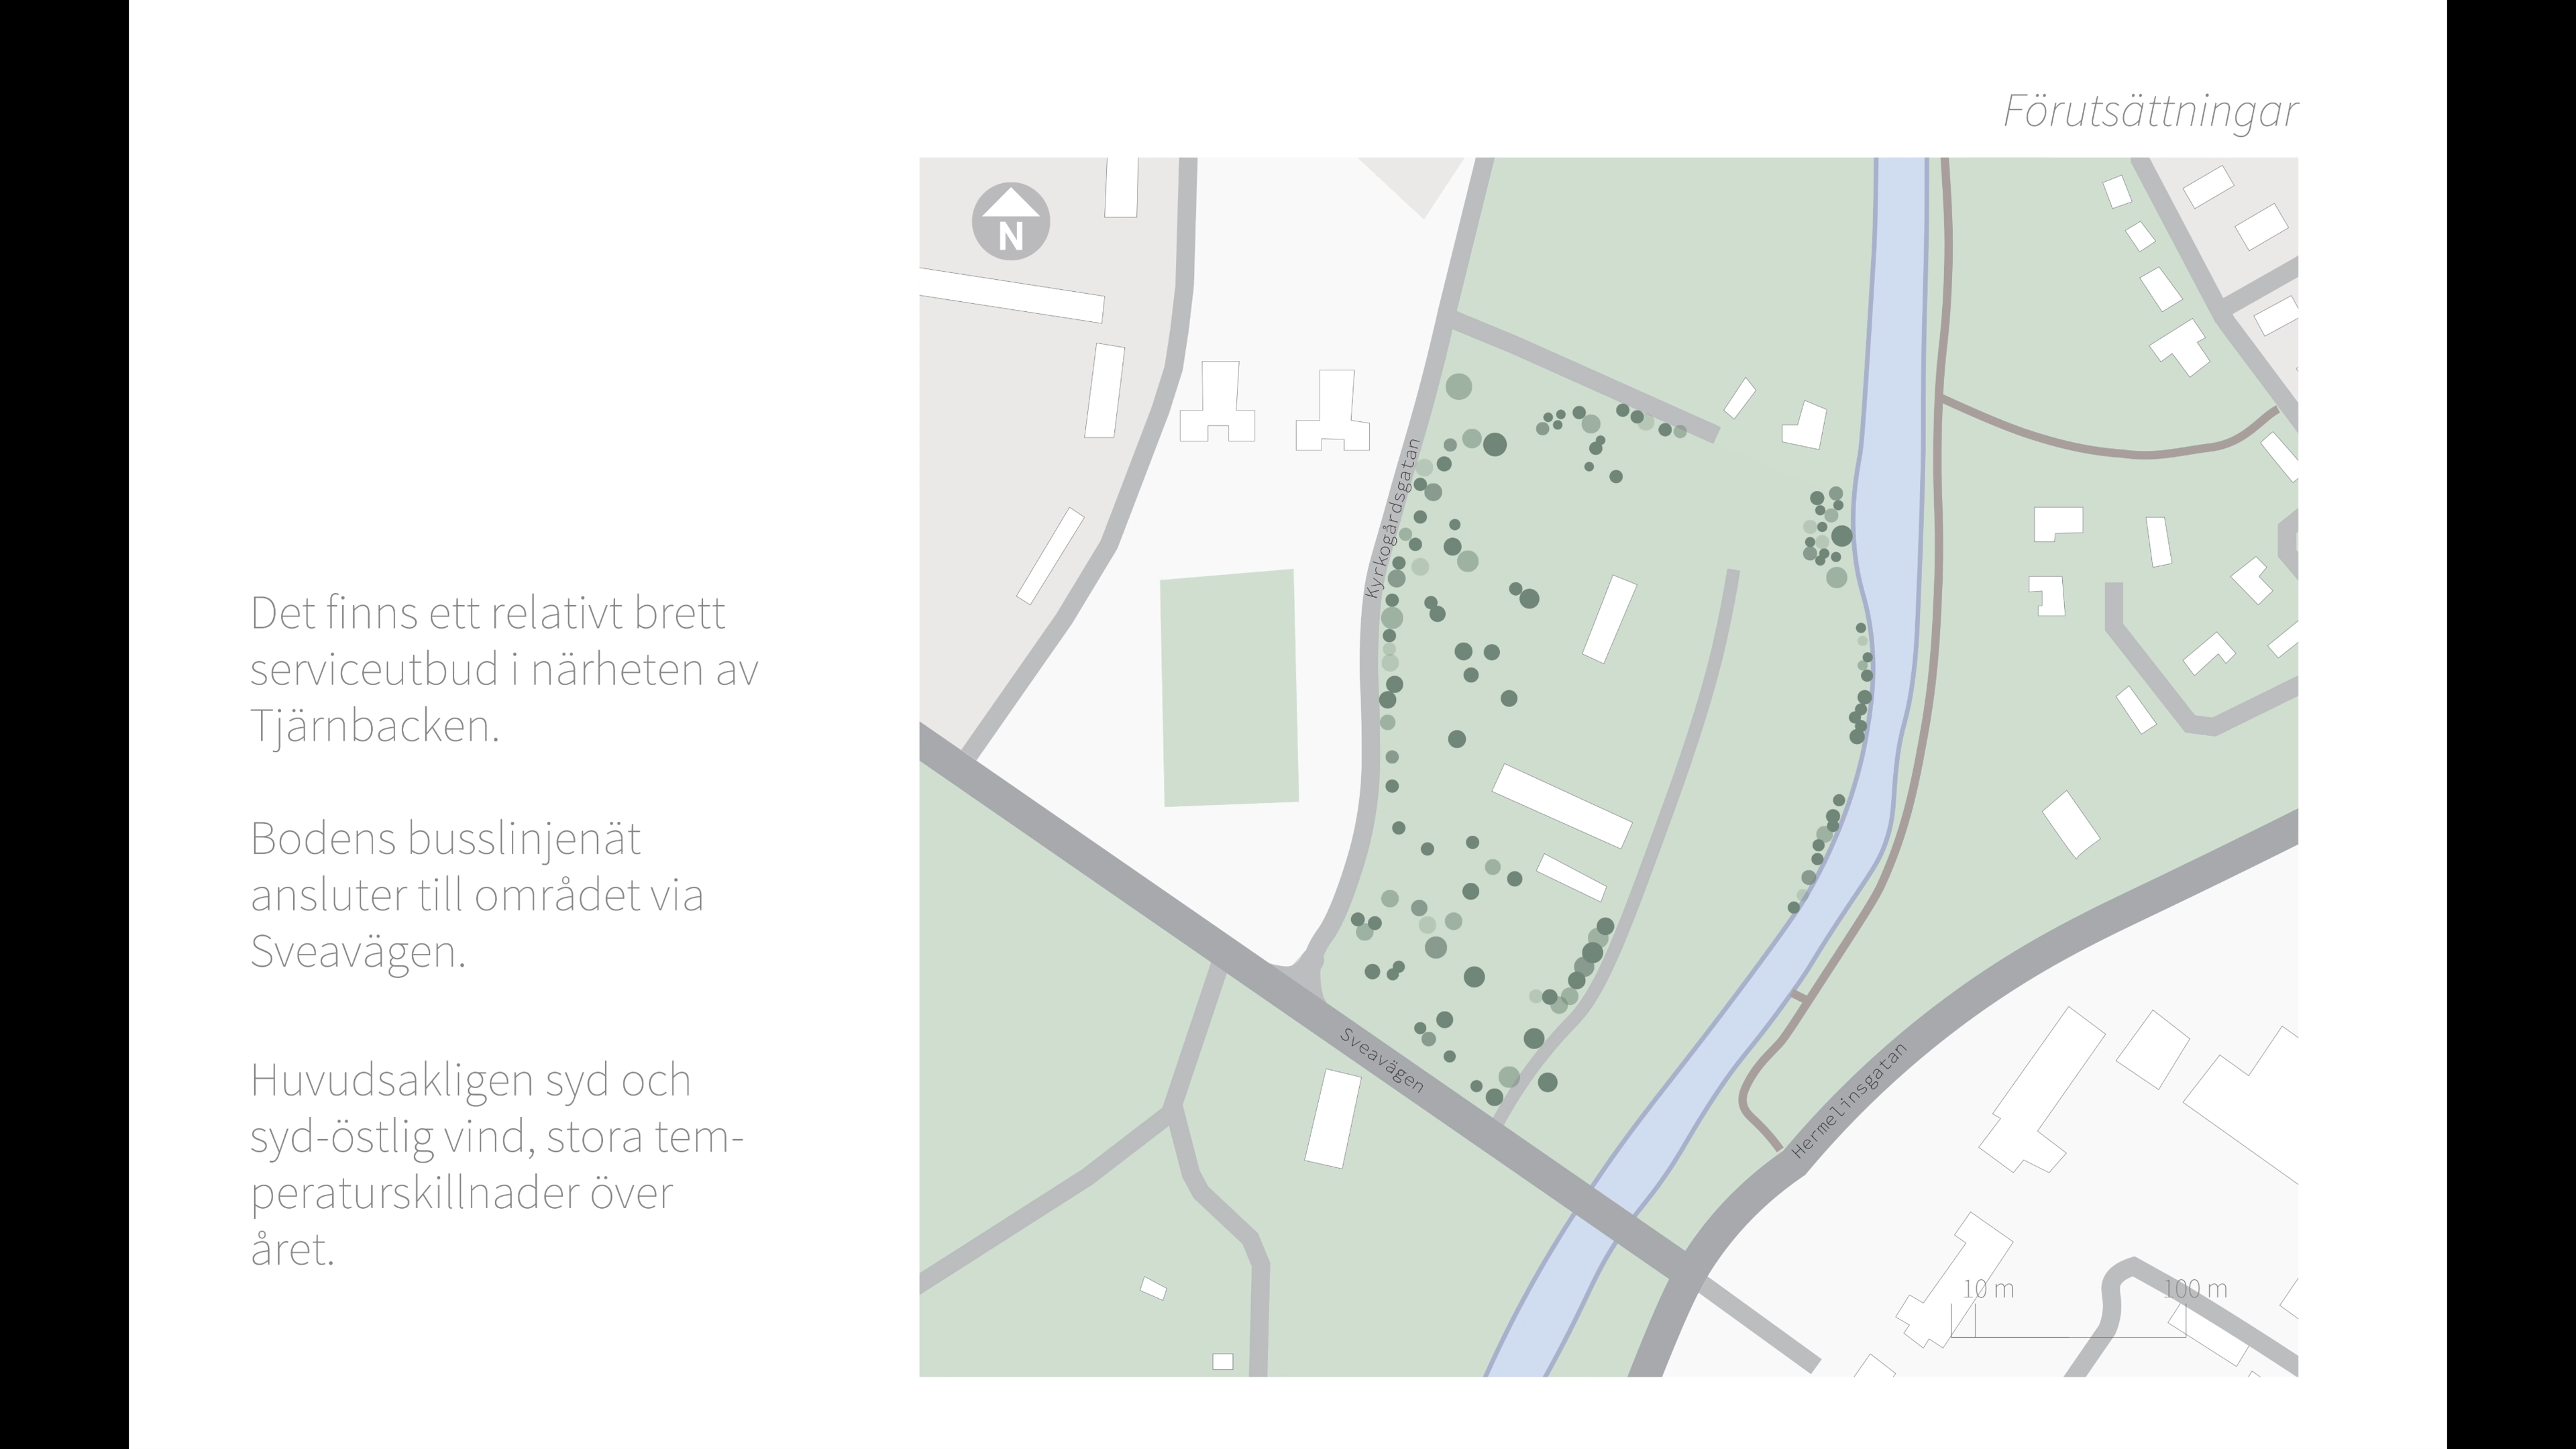 Förutsättningar
Det finns ett relativt brett
serviceutbud i närheten av
Tjärnbacken.
Bodens busslinjenät
ansluter till området via
Sveavägen.
Huvudsakligen syd och
syd-östlig vind, stora tem-
peraturskillnader över
året.
N
Kyrkogårdsgatan
Sveavägen
Hermelinsgatan
10 m
100 m